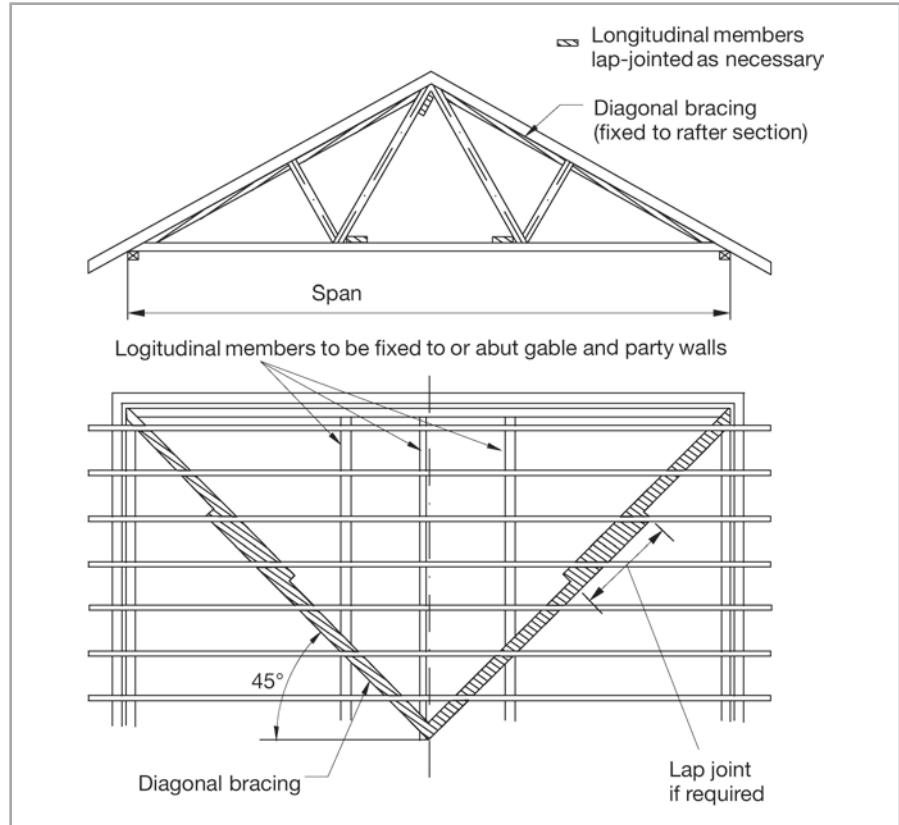 Longitudinal members
lap-jointed as necessary
Diagonal bracing
(fixed to rafter section)
Span
Logitudinal members to be fixed to or abut gable and party walls
45°
Diagonal bracing
Lap joint
if required